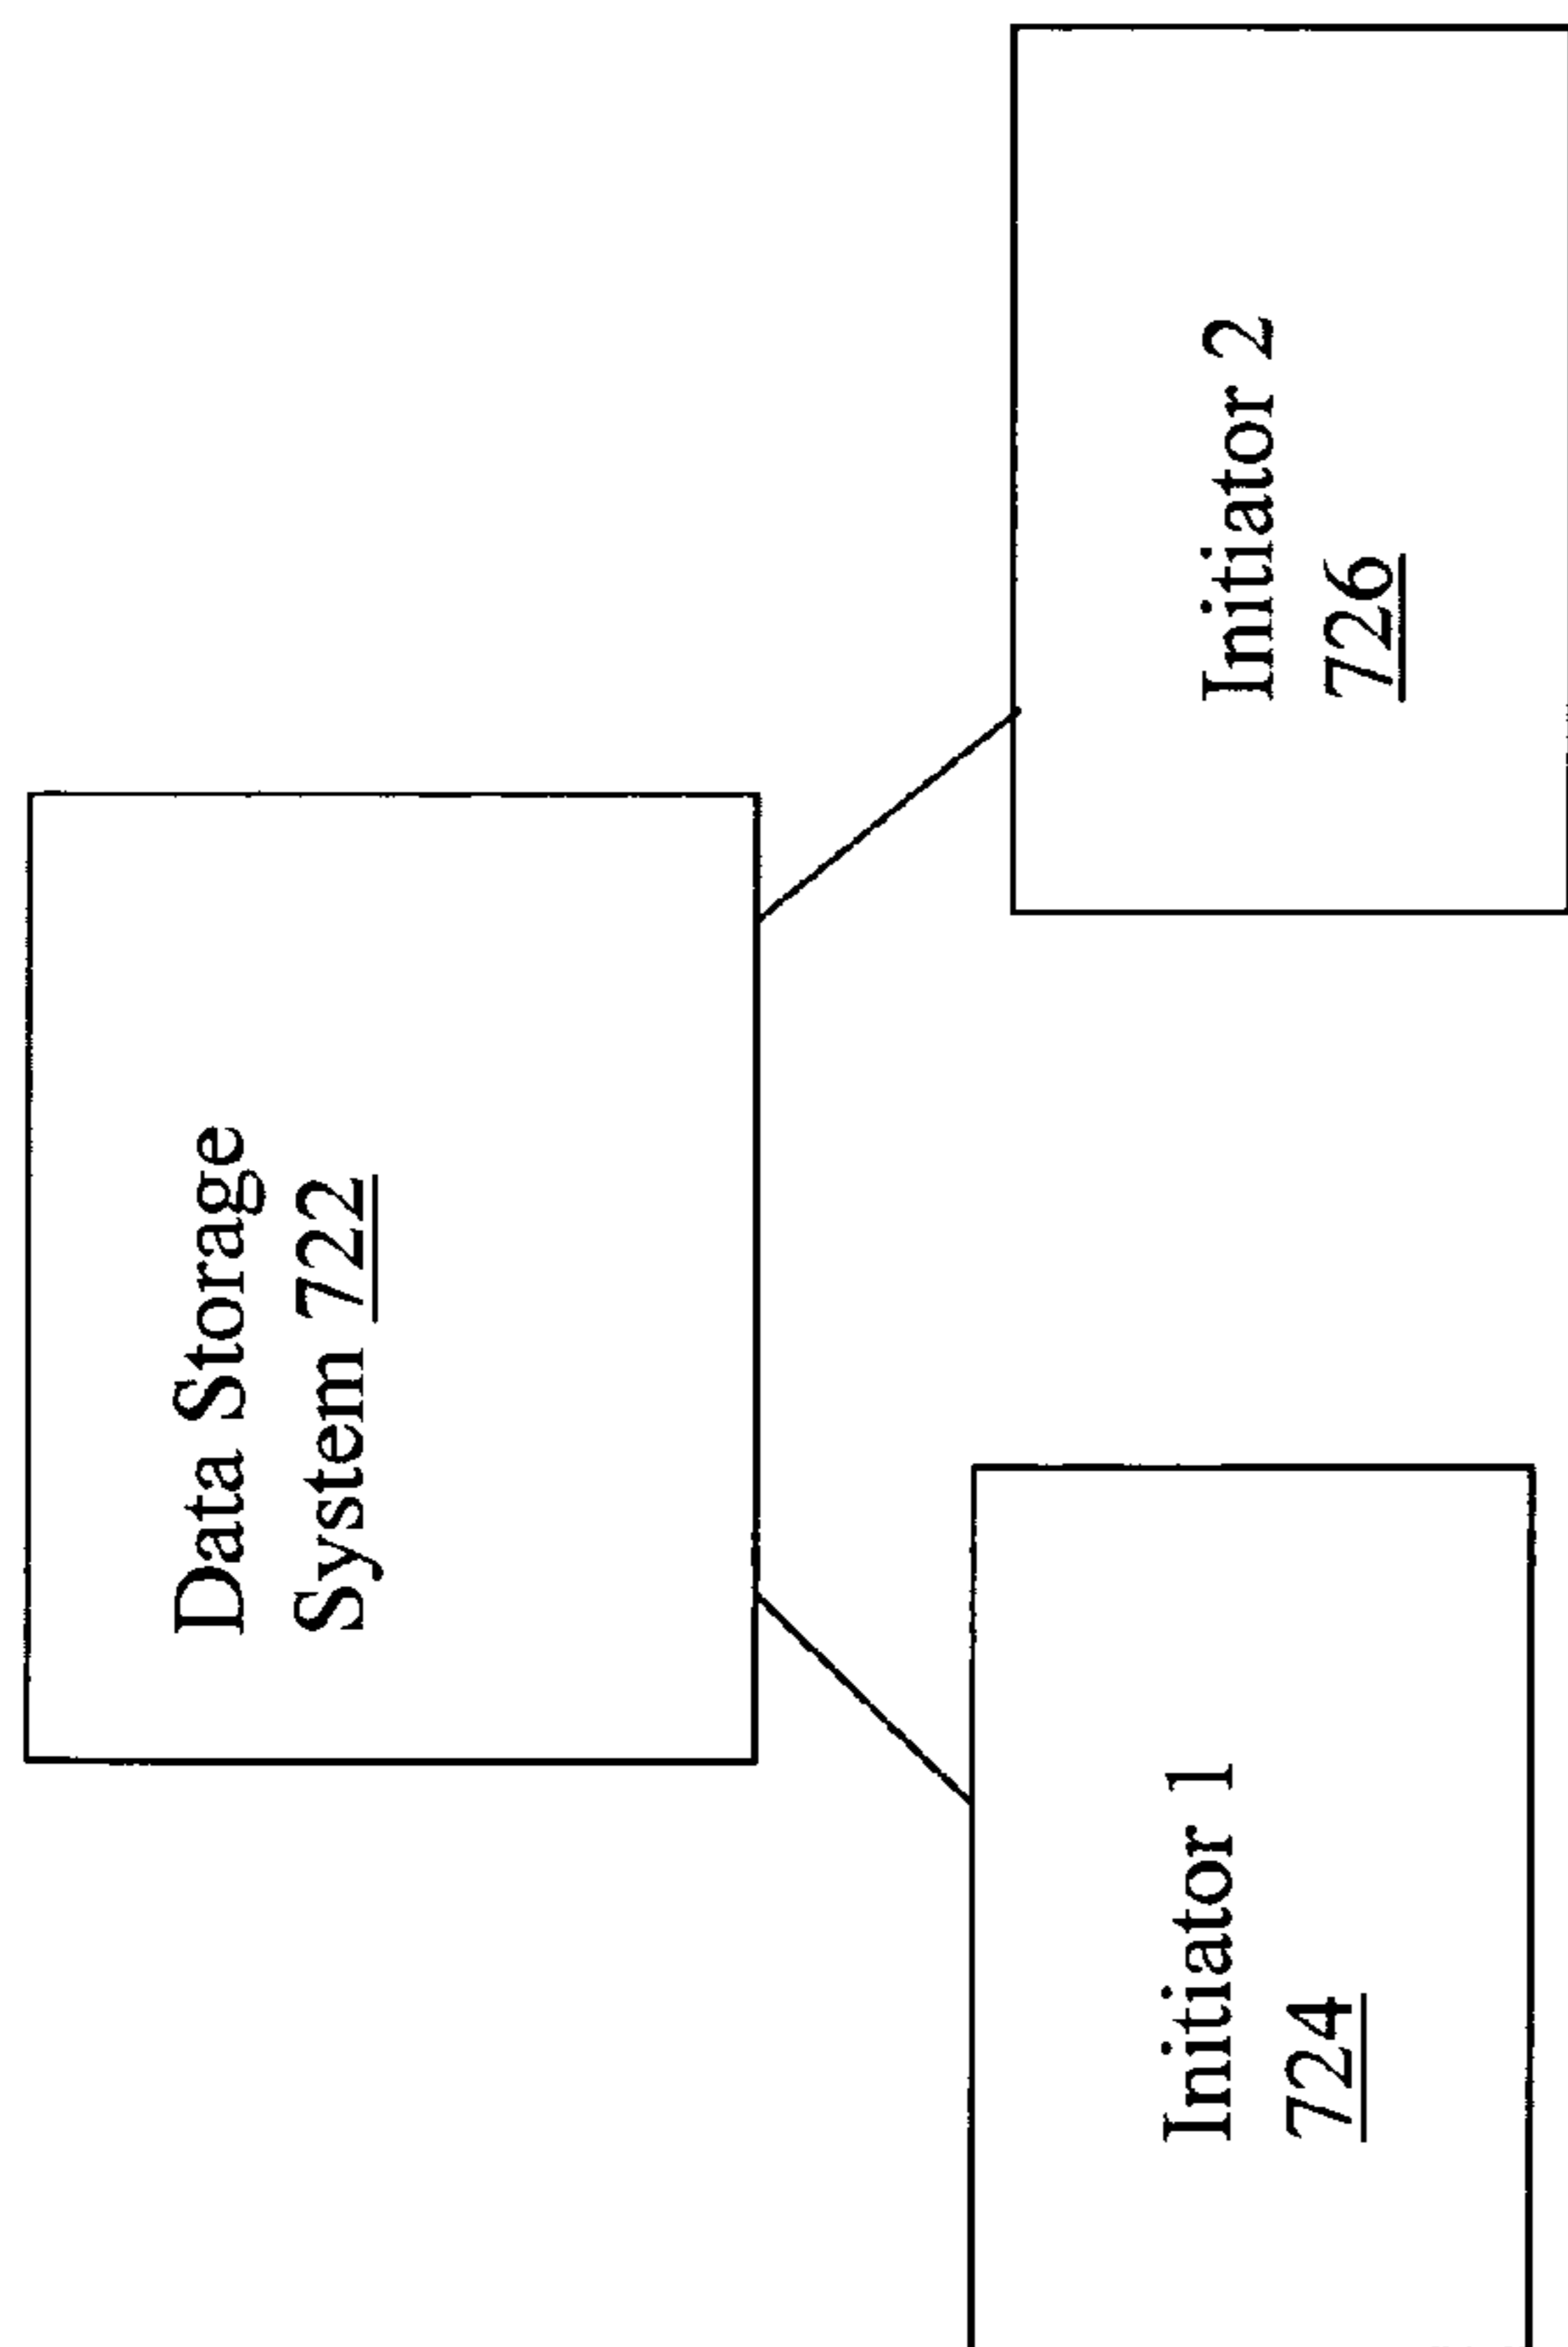 Data Storage
System 722
Initiator 1
724
Initiator 2
726